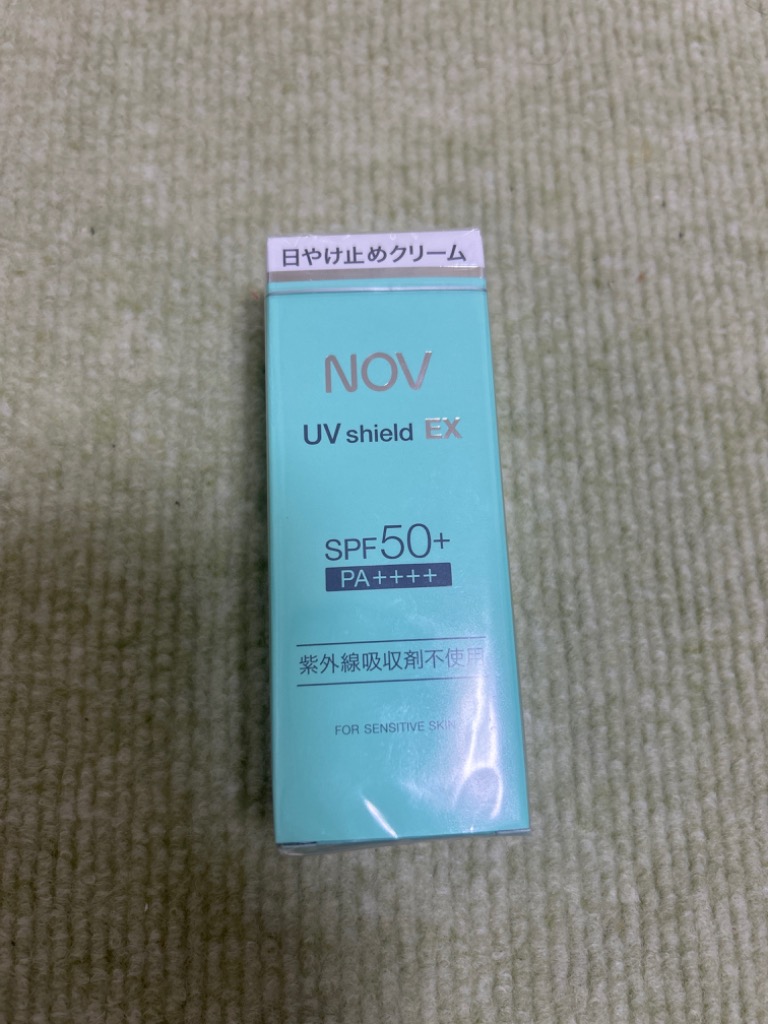 日やけ止めクリーム
NOV
UV shield EX
SPF50+
PA++++
紫外線吸収剤不使用
FOR SENSITIVE SKIN